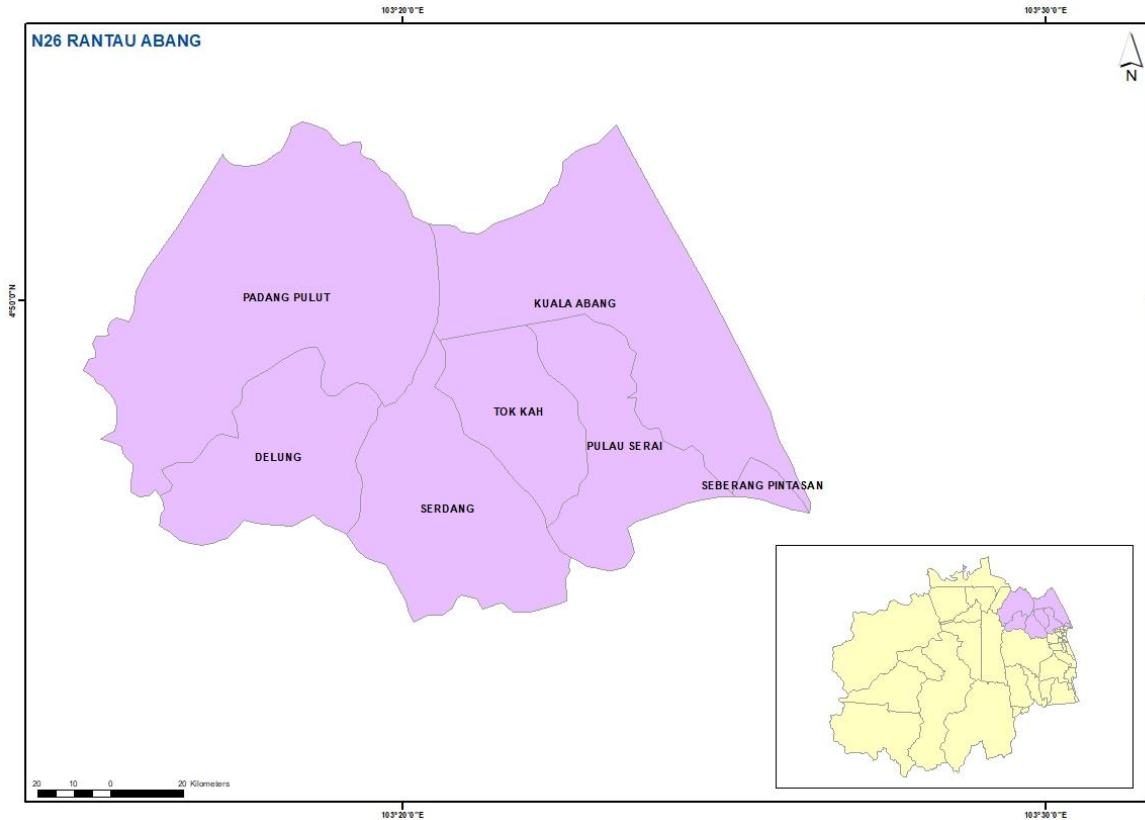 103°20'0"E
103°30'0"E
N26 RANTAU ABANG
N
4°50'0"N
PADANG PULUT
KUALA ABANG
TOK KAH
PULAU SERAI
DELUNG
SEBERANG PINTASAN
SERDANG
20 10 0 20 Kilometers
103°20'0"E
103°30'0"E